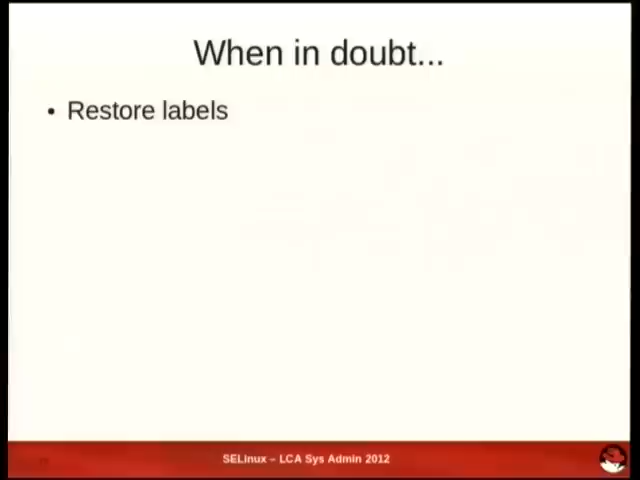 When in doubt...
• Restore labels
SELinux – LCA Sys Admin 2012